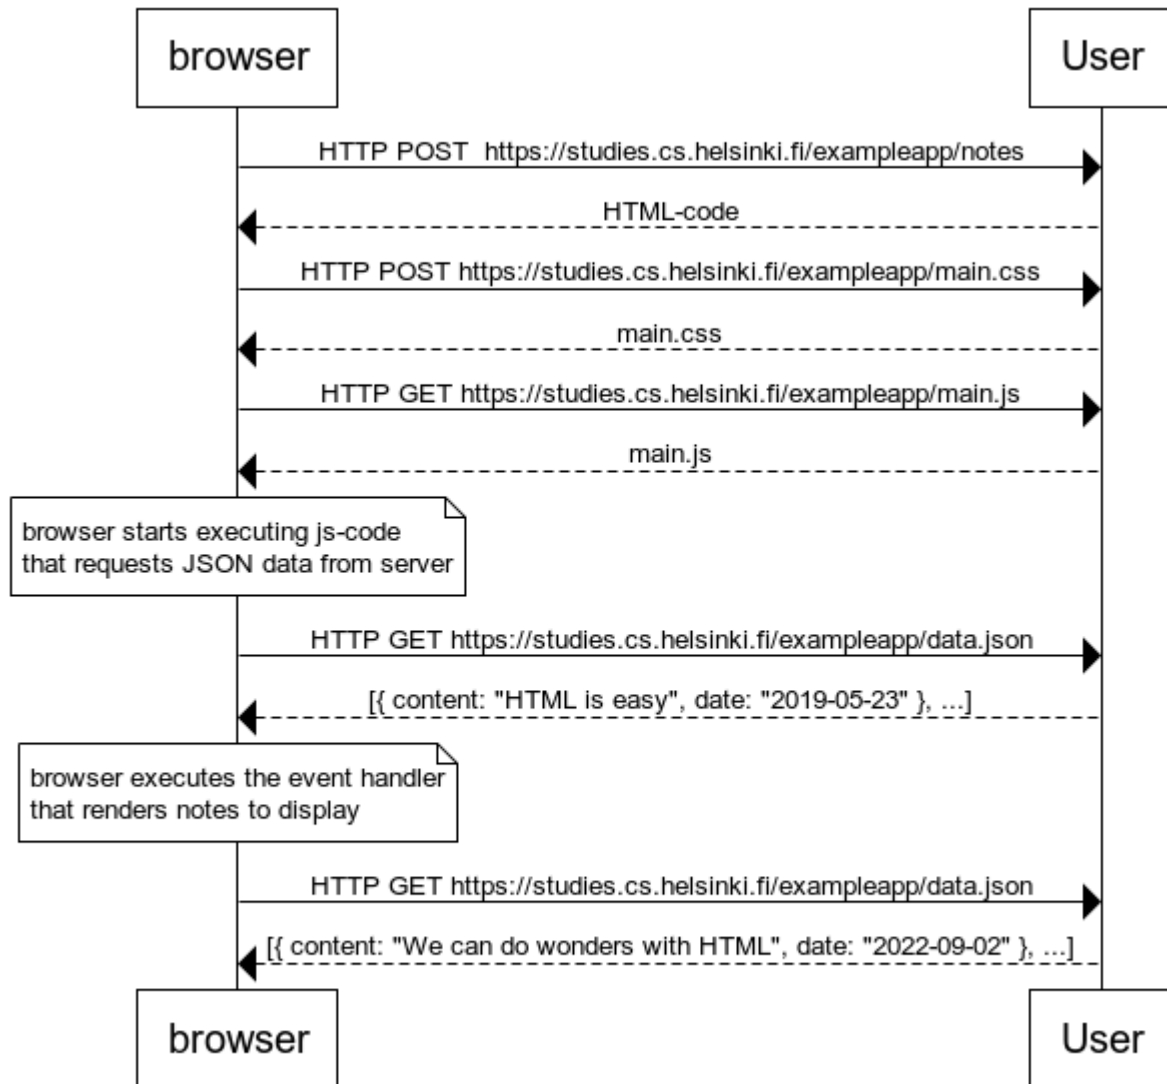 browser User
HTTP POST  https://studies.cs.helsinki.fi/exampleapp/notes
HTML-code
HTTP POST https://studies.cs.helsinki.fi/exampleapp/main.css
main.css
HTTP GET https://studies.cs.helsinki.fi/exampleapp/main.js
main.js
browser starts executing js-code
that requests JSON data from server
HTTP GET https://studies.cs.helsinki.fi/exampleapp/data.json
[{ content: "HTML is easy", date: "2019-05-23" }, ...]
browser executes the event handler
that renders notes to display
HTTP GET https://studies.cs.helsinki.fi/exampleapp/data.json
[{ content: "We can do wonders with HTML", date: "2022-09-02" }, ...]
browser User